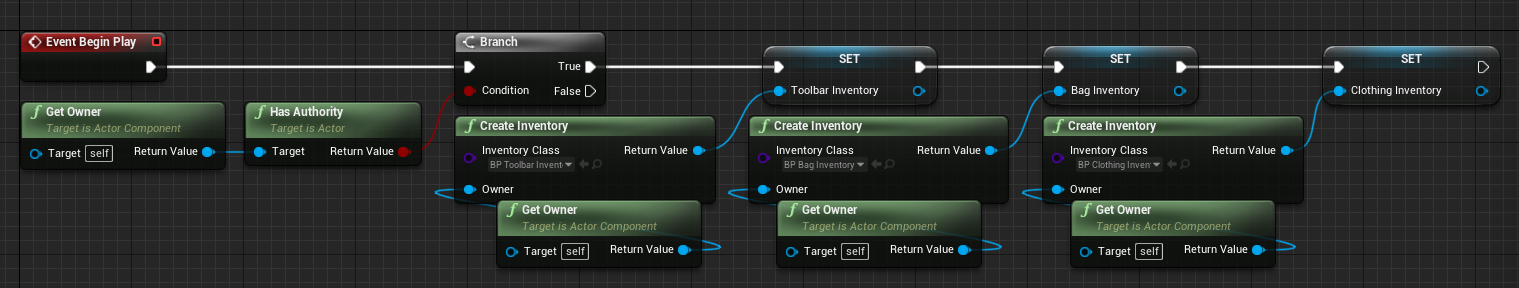 Event Begin Play
Branch
True
Condition
False
SET
Toolbar Inventory
SET
Bag Inventory
SET
Clothing Inventory
Get Owner
Target is Actor Component
Target
self
Return Value
Has Authority
Target is Actor
Target
Return Value
Create Inventory
Inventory Class
BP Toolbar Invent
Return Value
Owner
Get Owner
Target is Actor Component
Target
self
Return Value
Create Inventory
Inventory Class
BP Bag Inventory
Return Value
Owner
Get Owner
Target is Actor Component
Target
self
Return Value
Create Inventory
Inventory Class
BP Clothing Inven
Return Value
Owner
Get Owner
Target is Actor Component
Target
self
Return Value